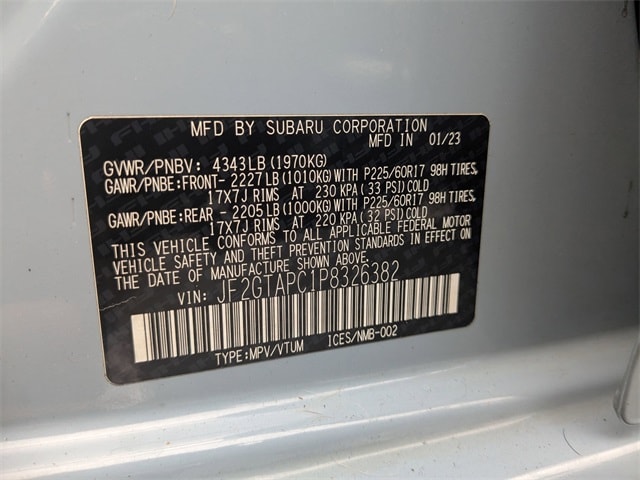 MFD BY SUBARU CORPORATION
MFD IN 01/23
GVWR/PNBV: 4343LB(1970KG)
GAWR/PNBE:FRONT- 2227LB(1010KG)WITH P225/60R17 98H TIRES,
17X7J RIMS AT 230 KPA(33 PSI)COLD
GAWR/PNBE:REAR - 2205LB(1000KG)WITH P225/60R17 98H TIRES,
17X7J RIMS AT 220 KPA(32 PSI)COLD
THIS VEHICLE CONFORMS TO ALL APPLICABLE FEDERAL MOTOR
VEHICLE SAFETY AND THEFT PREVENTION STANDARDS IN EFFECT ON
THE DATE OF MANUFACTURE SHOWN ABOVE.
VIN: JF2GTAPC1P8326382
TYPE:MPV/VTUM ICES/NMB-002